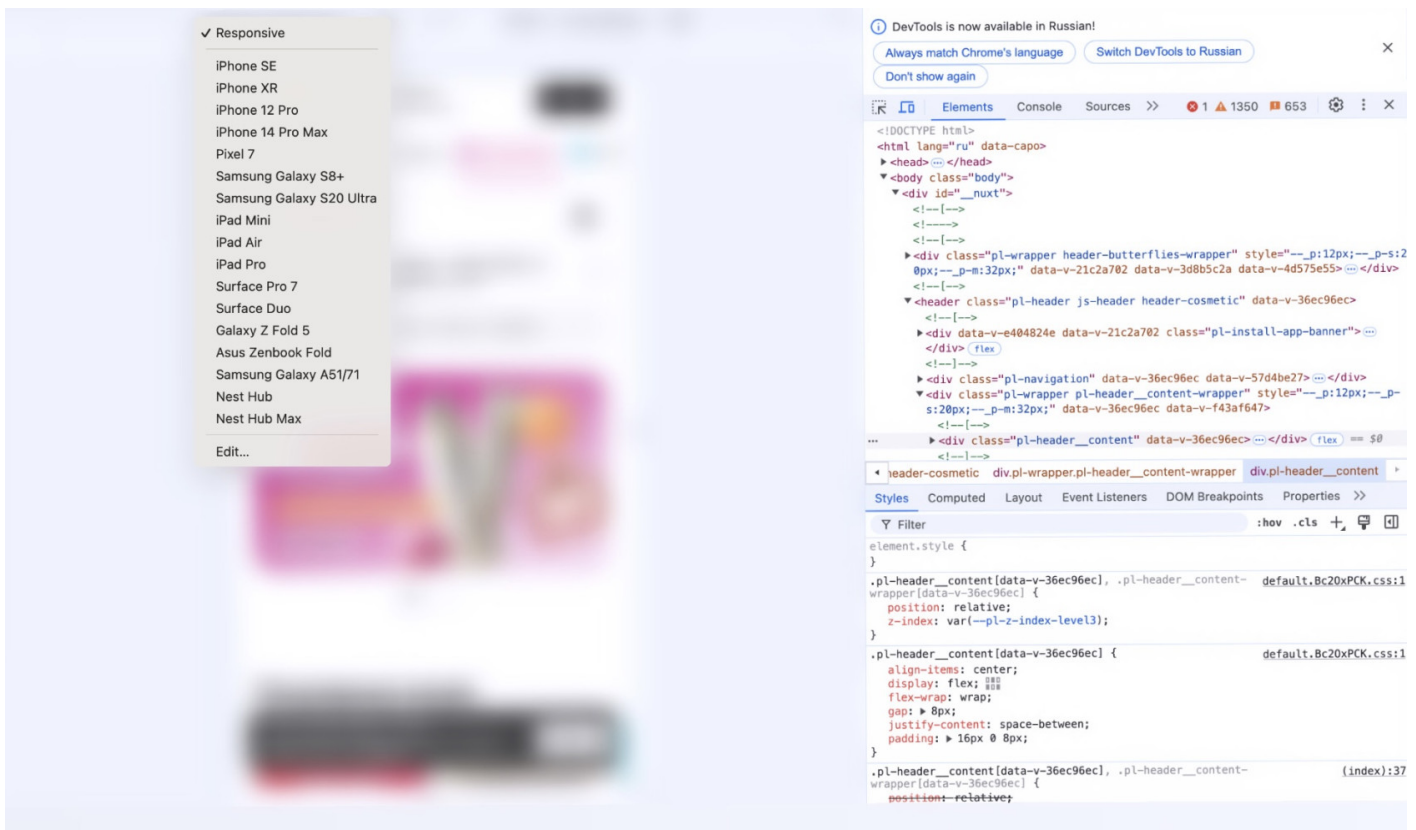 ✓ Responsive
iPhone SE
iPhone XR
iPhone 12 Pro
iPhone 14 Pro Max
Pixel 7
Samsung Galaxy S8+
Samsung Galaxy S20 Ultra
iPad Mini
iPad Air
iPad Pro
Surface Pro 7
Surface Duo
Galaxy Z Fold 5
Asus Zenbook Fold
Samsung Galaxy A51/71
Nest Hub
Nest Hub Max
Edit...
DevTools is now available in Russian!
Always match Chrome's language
Switch DevTools to Russian
Don't show again
Elements Console Sources >> 1 1350 653
<!DOCTYPE html>
<html lang="ru" data-capo>
▶<head>⋯</head>
▼<body class="body">
▼<div id="__nuxt">
<!--[-->
<!---->
<!--[-->
▶<div class="pl-wrapper header-butterflies-wrapper" style="--_p:12px;--_p-s:2
0px;--_p-m:32px;" data-v-21c2a702 data-v-3d8b5c2a data-v-4d575e55>⋯</div>
<!--[-->
▼<header class="pl-header js-header header-cosmetic" data-v-36ec96ec>
<!--[-->
▶<div data-v-e404824e data-v-21c2a702 class="pl-install-app-banner">⋯
</div> flex
<!--]-->
▶<div class="pl-navigation" data-v-36ec96ec data-v-57d4be27>⋯</div>
▼<div class="pl-wrapper pl-header__content-wrapper" style="--_p:12px;--_p-
s:20px;--_p-m:32px;" data-v-36ec96ec data-v-f43af647>
<!--[-->
... ▶<div class="pl-header__content" data-v-36ec96ec>⋯</div> flex == $0
<!--]-->
header-cosmetic div.pl-wrapper.pl-header__content-wrapper div.pl-header__content
Styles Computed Layout Event Listeners DOM Breakpoints Properties >>
Filter :hov .cls +
element.style {
}
.pl-header__content[data-v-36ec96ec], .pl-header__content- default.Bc20xPCK.css:1
wrapper[data-v-36ec96ec] {
position: relative;
z-index: var(--pl-z-index-level3);
}
.pl-header__content[data-v-36ec96ec] { default.Bc20xPCK.css:1
align-items: center;
display: flex;
flex-wrap: wrap;
gap: ▶ 8px;
justify-content: space-between;
padding: ▶ 16px 0 8px;
}
.pl-header__content[data-v-36ec96ec], .pl-header__content- (index):37
wrapper[data-v-36ec96ec] {
position: relative;